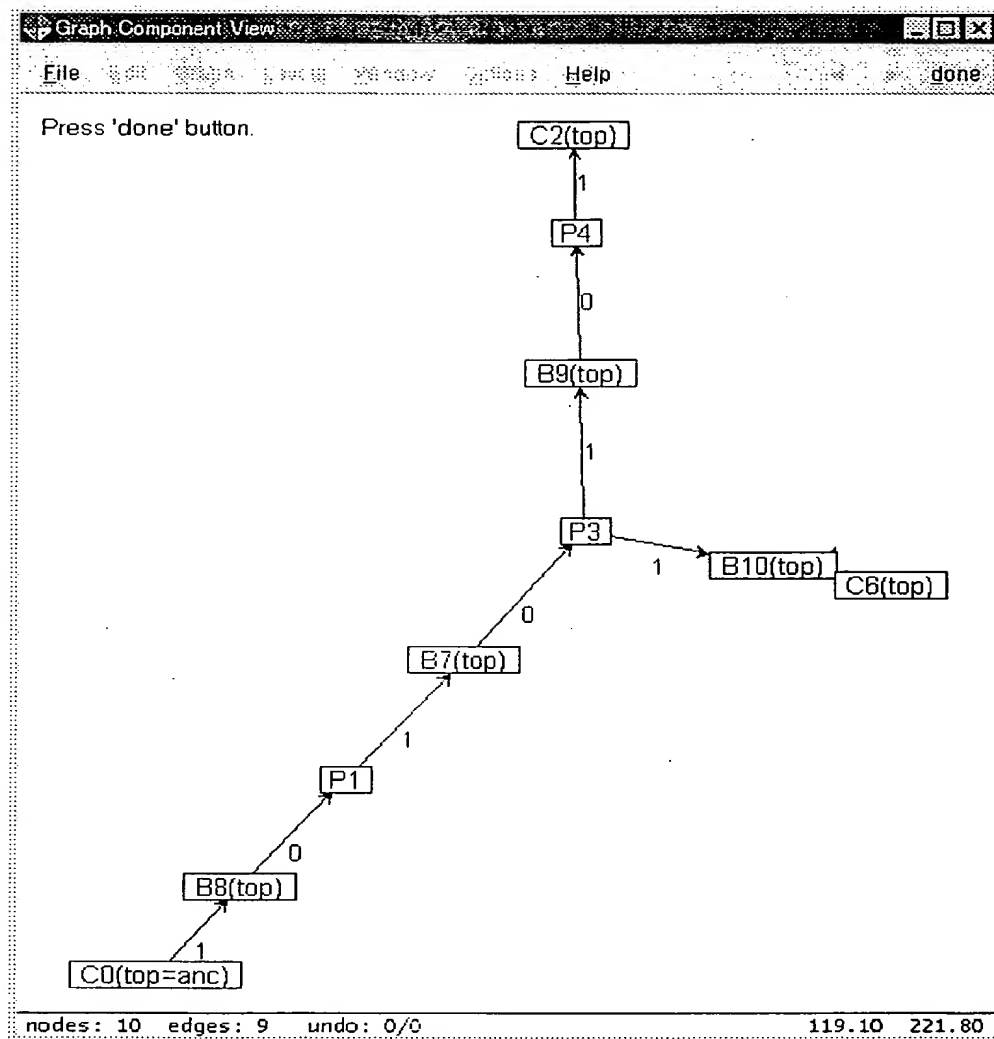 Graph Component View
File Window Options Help done
Press 'done' button.
C2(top)
1
P4
0
B9(top)
1
P3
1
B10(top)
C6(top)
0
B7(top)
1
P1
0
B8(top)
1
C0(top=anc)
nodes: 10 edges: 9 undo: 0/0 119.10 221.80